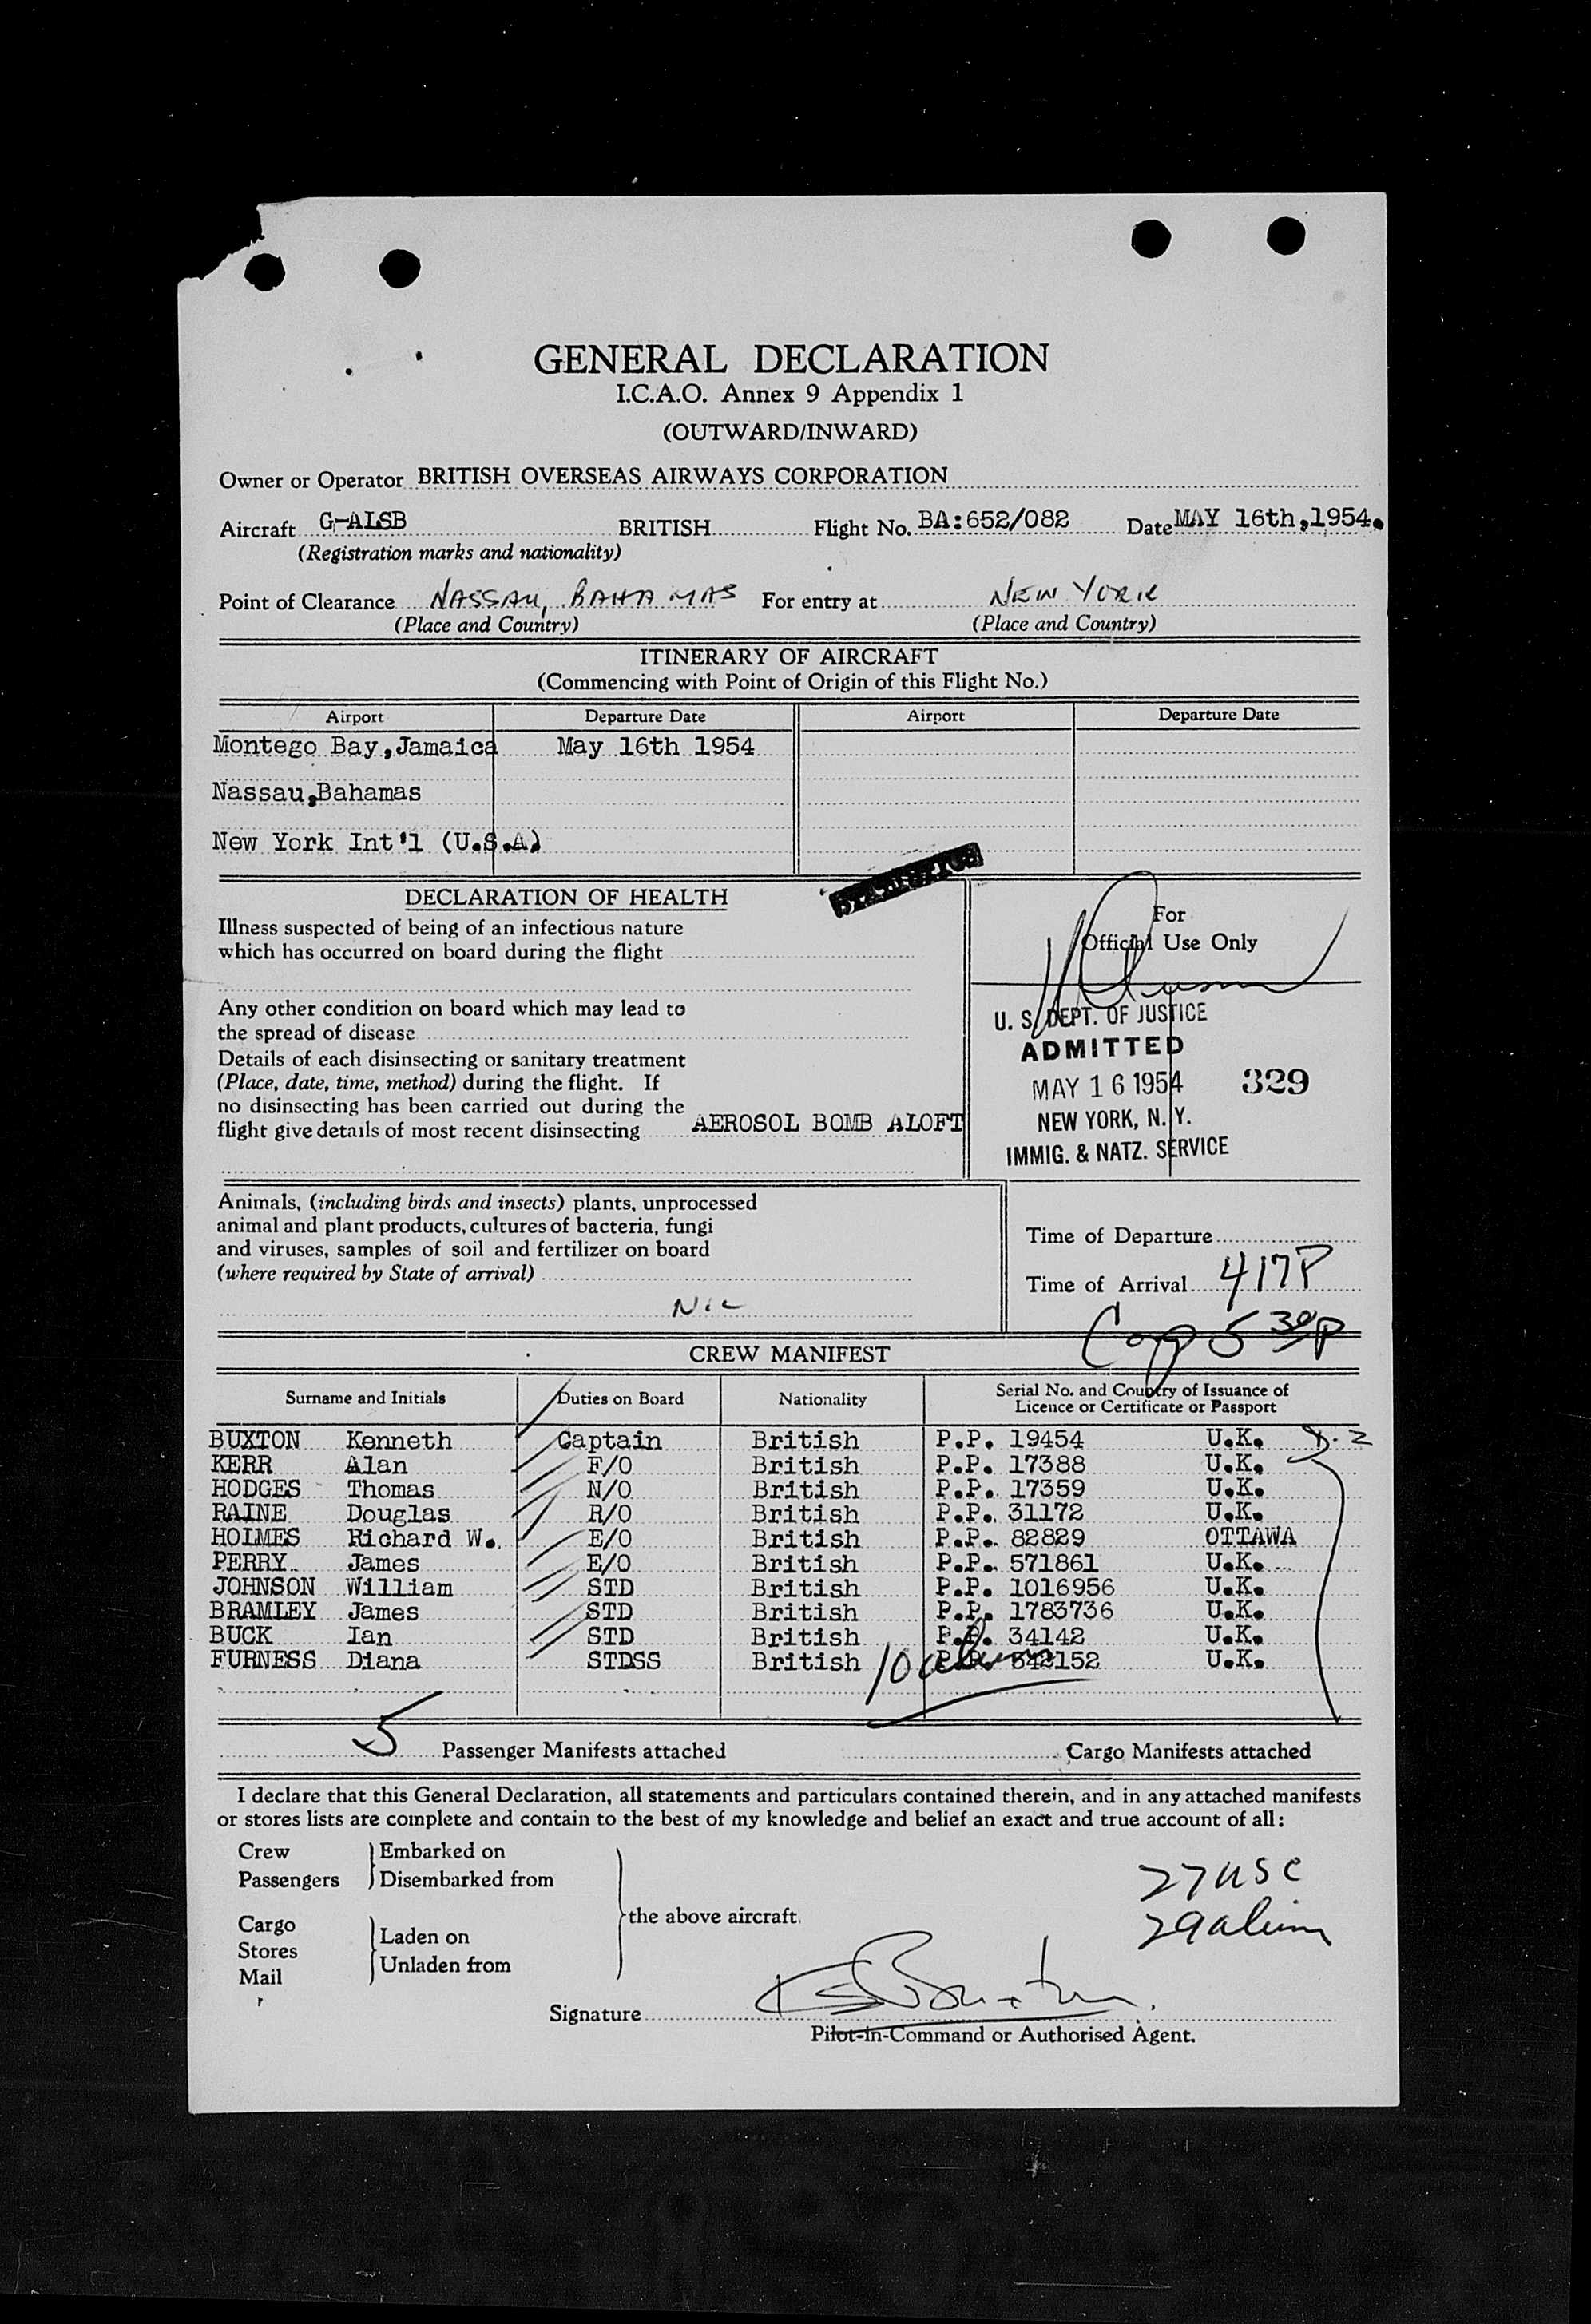 GENERAL DECLARATION
I.C.A.O. Annex 9 Appendix 1
(OUTWARD/INWARD)
Owner or Operator BRITISH OVERSEAS AIRWAYS CORPORATION
Aircraft G-ALSB BRITISH Flight No. BA:652/082 Date MAY 16th,1954.
(Registration marks and nationality)
Point of Clearance NASSAU, BAHAMAS For entry at NEW YORK
(Place and Country) (Place and Country)
ITINERARY OF AIRCRAFT
(Commencing with Point of Origin of this Flight No.)
Airport Departure Date Airport Departure Date
Montego Bay,Jamaica May 16th 1954
Nassau,Bahamas
New York Int'l (U.S.A)
DECLARATION OF HEALTH
Illness suspected of being of an infectious nature
which has occurred on board during the flight
Any other condition on board which may lead to
the spread of disease
Details of each disinsecting or sanitary treatment
(Place, date, time, method) during the flight. If
no disinsecting has been carried out during the
flight give details of most recent disinsecting AEROSOL BOMB ALOFT
For
Official Use Only
U. S. DEPT. OF JUSTICE
ADMITTED
MAY 16 1954 329
NEW YORK, N. Y.
IMMIG. & NATZ. SERVICE
Animals, (including birds and insects) plants, unprocessed
animal and plant products, cultures of bacteria, fungi
and viruses, samples of soil and fertilizer on board
(where required by State of arrival)
NIL
Time of Departure
Time of Arrival 417P
5 30P
CREW MANIFEST
Surname and Initials Duties on Board Nationality Serial No. and Country of Issuance of
Licence or Certificate or Passport
BUXTON Kenneth Captain British P.P. 19454 U.K.
KERR Alan F/O British P.P. 17388 U.K.
HODGES Thomas N/O British P.P. 17359 U.K.
RAINE Douglas R/O British P.P. 31172 U.K.
HOLMES Richard W. E/O British P.P. 82829 OTTAWA
PERRY James E/O British P.P. 571861 U.K.
JOHNSON William STD British P.P. 1016956 U.K.
BRAMLEY James STD British P.P. 1783736 U.K.
BUCK Ian STD British P.P. 34142 U.K.
FURNESS Diana STDSS British P.P. 342152 U.K.
10 aliens
5 Passenger Manifests attached Cargo Manifests attached
I declare that this General Declaration, all statements and particulars contained therein, and in any attached manifests
or stores lists are complete and contain to the best of my knowledge and belief an exact and true account of all:
Crew Embarked on
Passengers Disembarked from
the above aircraft.
Cargo Laden on
Stores Unladen from
Mail
27 USC
29 alien
Signature K Buxton.
Pilot-in-Command or Authorised Agent.